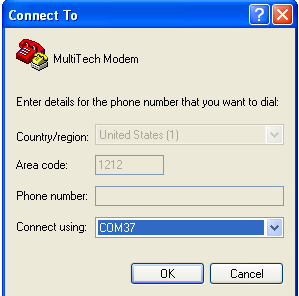 Connect To
MultiTech Modem
Enter details for the phone number that you want to dial:
Country/region: United States (1)
Area code: 1212
Phone number:
Connect using: COM37
OK Cancel